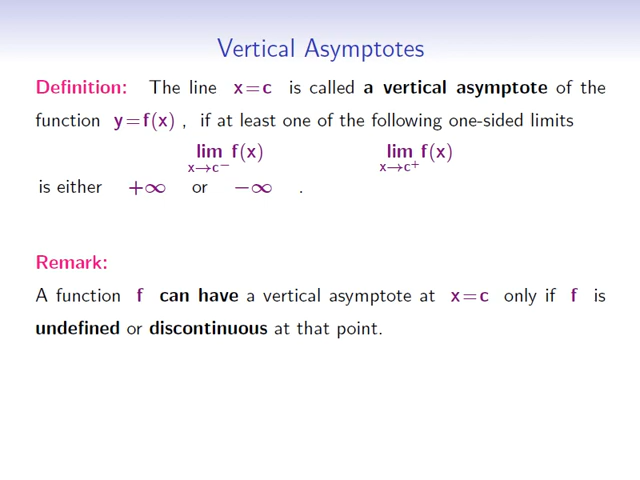 Vertical Asymptotes
Definition: The line x=c is called a vertical asymptote of the
function y=f(x) , if at least one of the following one-sided limits
lim f(x) lim f(x)
x→c⁻ x→c⁺
is either +∞ or −∞ .
Remark:
A function f can have a vertical asymptote at x=c only if f is
undefined or discontinuous at that point.